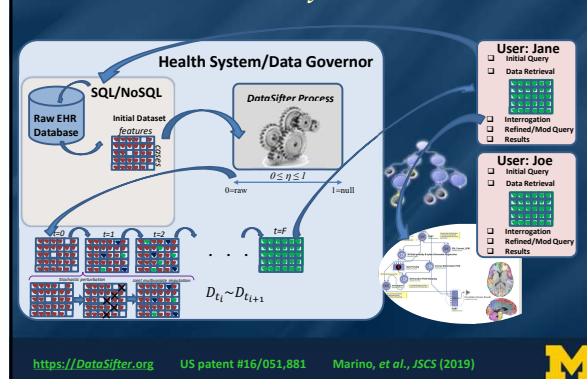 Health System/Data Governor
SQL/NoSQL
Raw EHR
Database
Initial Dataset
features
cases
DataSifter Process
0 ≤ η ≤ 1
0=raw
1=null
t=0
t=1
t=2
. . .
t=F
Stochastic perturbation
D_{t_i}~D_{t_{i+1}}
User: Jane
❑ Initial Query
❑ Data Retrieval
❑ Interrogation
❑ Refined/Mod Query
❑ Results
User: Joe
❑ Initial Query
❑ Data Retrieval
❑ Interrogation
❑ Refined/Mod Query
❑ Results
https://DataSifter.org US patent #16/051,881 Marino, et al., JSCS (2019)
M